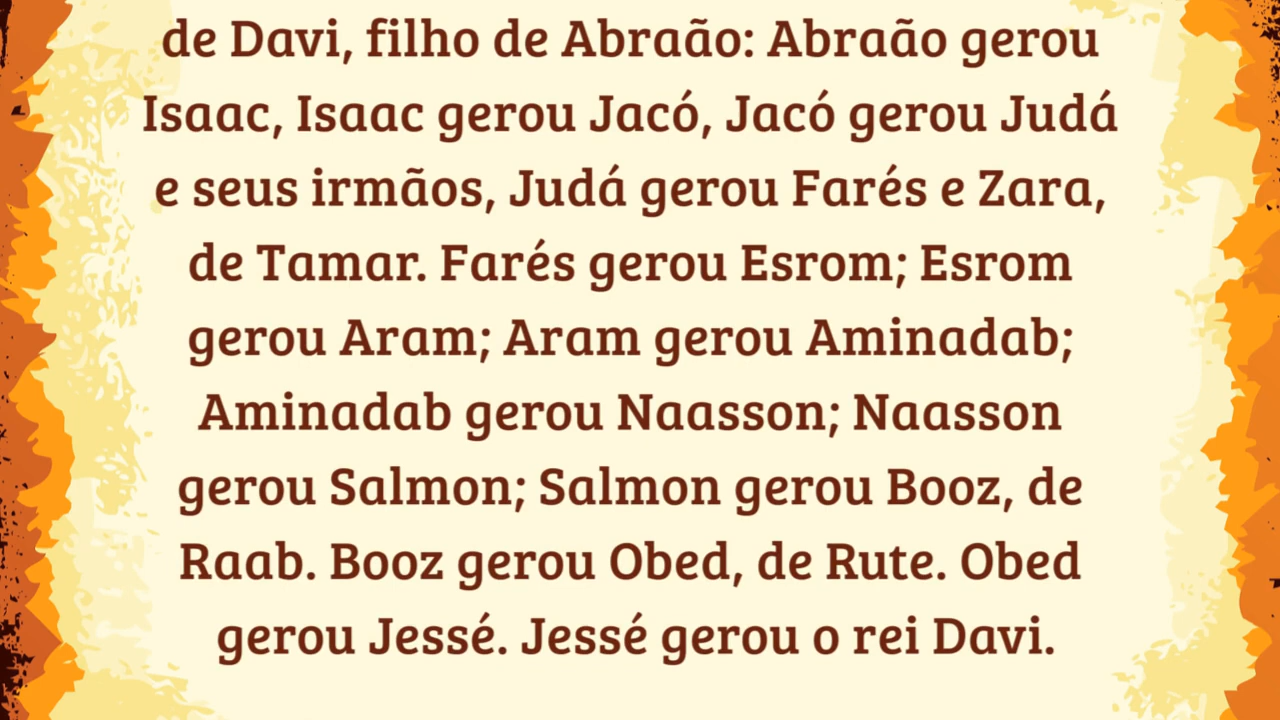 de Davi, filho de Abraão: Abraão gerou
Isaac, Isaac gerou Jacó, Jacó gerou Judá
e seus irmãos, Judá gerou Farés e Zara,
de Tamar. Farés gerou Esrom; Esrom
gerou Aram; Aram gerou Aminadab;
Aminadab gerou Naasson; Naasson
gerou Salmon; Salmon gerou Booz, de
Raab. Booz gerou Obed, de Rute. Obed
gerou Jessé. Jessé gerou o rei Davi.